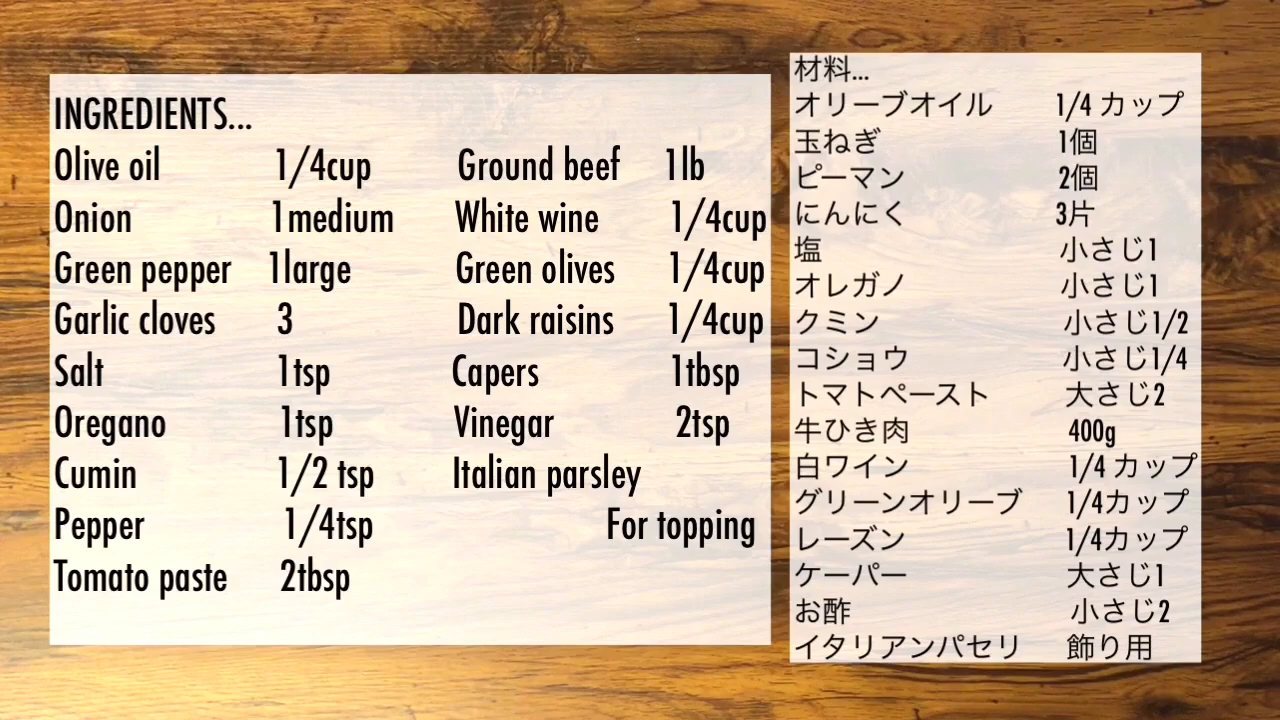 INGREDIENTS...
Olive oil 1/4cup
Onion 1medium
Green pepper 1large
Garlic cloves 3
Salt 1tsp
Oregano 1tsp
Cumin 1/2 tsp
Pepper 1/4tsp
Tomato paste 2tbsp
Ground beef 1lb
White wine 1/4cup
Green olives 1/4cup
Dark raisins 1/4cup
Capers 1tbsp
Vinegar 2tsp
Italian parsley
For topping
材料...
オリーブオイル 1/4 カップ
玉ねぎ 1個
ピーマン 2個
にんにく 3片
塩 小さじ1
オレガノ 小さじ1
クミン 小さじ1/2
コショウ 小さじ1/4
トマトペースト 大さじ2
牛ひき肉 400g
白ワイン 1/4 カップ
グリーンオリーブ 1/4カップ
レーズン 1/4カップ
ケーパー 大さじ1
お酢 小さじ2
イタリアンパセリ 飾り用